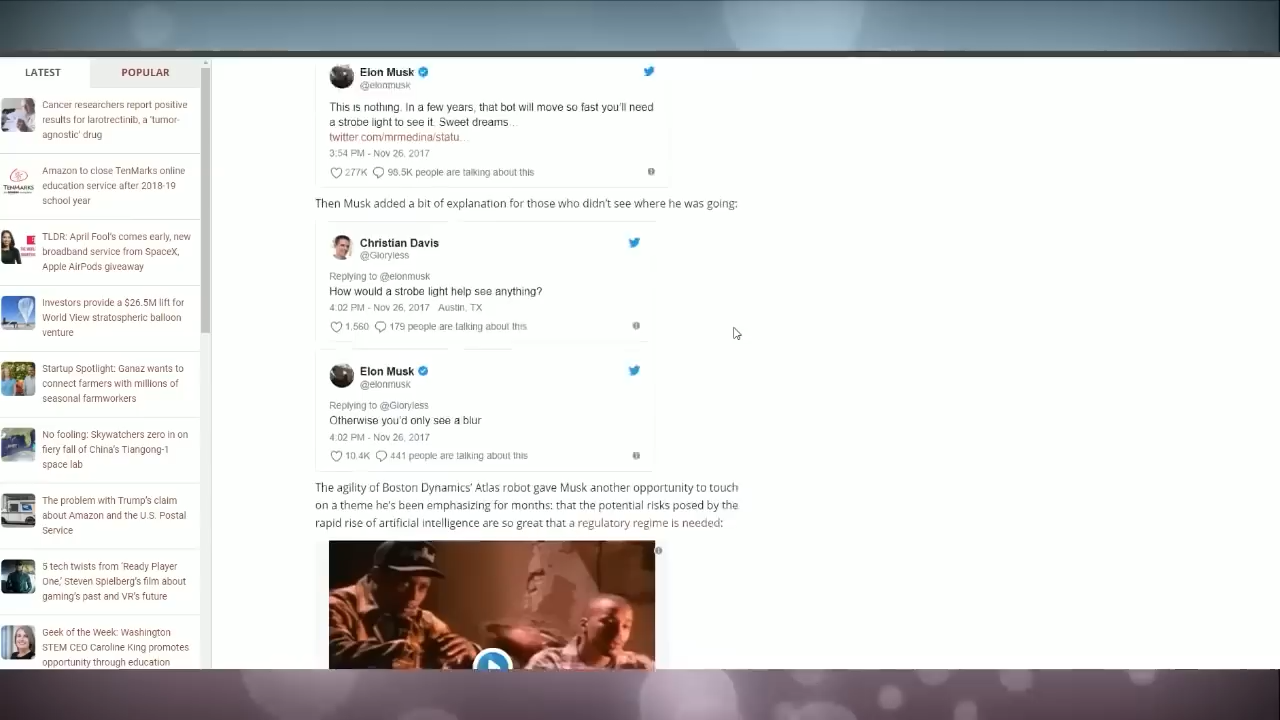 LATEST
POPULAR
Cancer researchers report positive
results for larotrectinib, a 'tumor-
agnostic' drug
TENMARKS
Amazon to close TenMarks online
education service after 2018-19
school year
TLDR: April Fool's comes early, new
broadband service from SpaceX,
Apple AirPods giveaway
Investors provide a $26.5M lift for
World View stratospheric balloon
venture
Startup Spotlight: Ganaz wants to
connect farmers with millions of
seasonal farmworkers
No fooling: Skywatchers zero in on
fiery fall of China's Tiangong-1
space lab
The problem with Trump's claim
about Amazon and the U.S. Postal
Service
5 tech twists from 'Ready Player
One,' Steven Spielberg's film about
gaming's past and VR's future
Geek of the Week: Washington
STEM CEO Caroline King promotes
opportunity through education
Elon Musk
@elonmusk
This is nothing. In a few years, that bot will move so fast you'll need
a strobe light to see it. Sweet dreams…
twitter.com/mrmedina/statu…
3:54 PM - Nov 26, 2017
277K 98.5K people are talking about this
Then Musk added a bit of explanation for those who didn't see where he was going:
Christian Davis
@Gloryless
Replying to @elonmusk
How would a strobe light help see anything?
4:02 PM - Nov 26, 2017 Austin, TX
1,560 179 people are talking about this
Elon Musk
@elonmusk
Replying to @Gloryless
Otherwise you'd only see a blur
4:02 PM - Nov 26, 2017
10.4K 441 people are talking about this
The agility of Boston Dynamics' Atlas robot gave Musk another opportunity to touch
on a theme he's been emphasizing for months: that the potential risks posed by the
rapid rise of artificial intelligence are so great that a regulatory regime is needed: